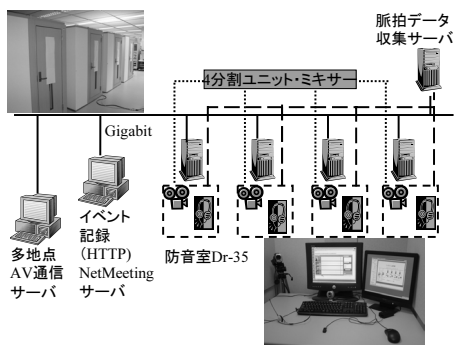 脈拍データ
収集サーバ
4分割ユニット・ミキサー
Gigabit
多地点
AV通信
サーバ
イベント
記録
(HTTP)
NetMeeting
サーバ
防音室Dr-35